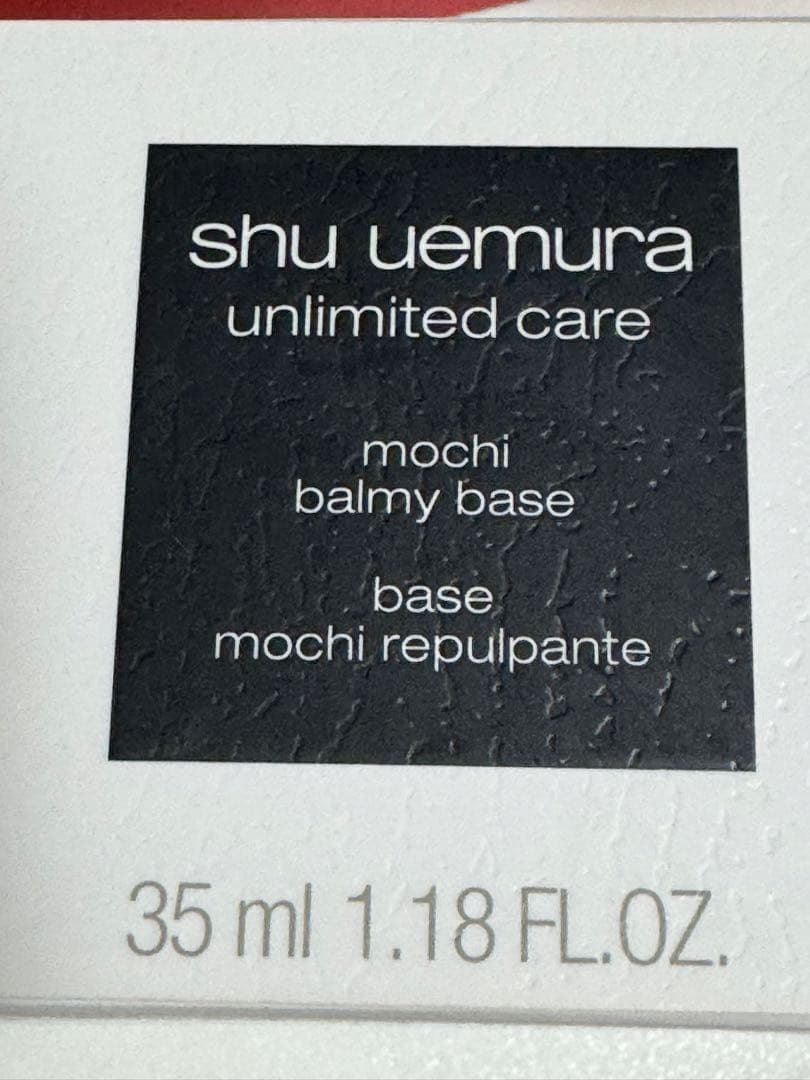 shu uemura
unlimited care
mochi
balmy base
base
mochi repulpante
35 ml 1.18 FL.OZ.